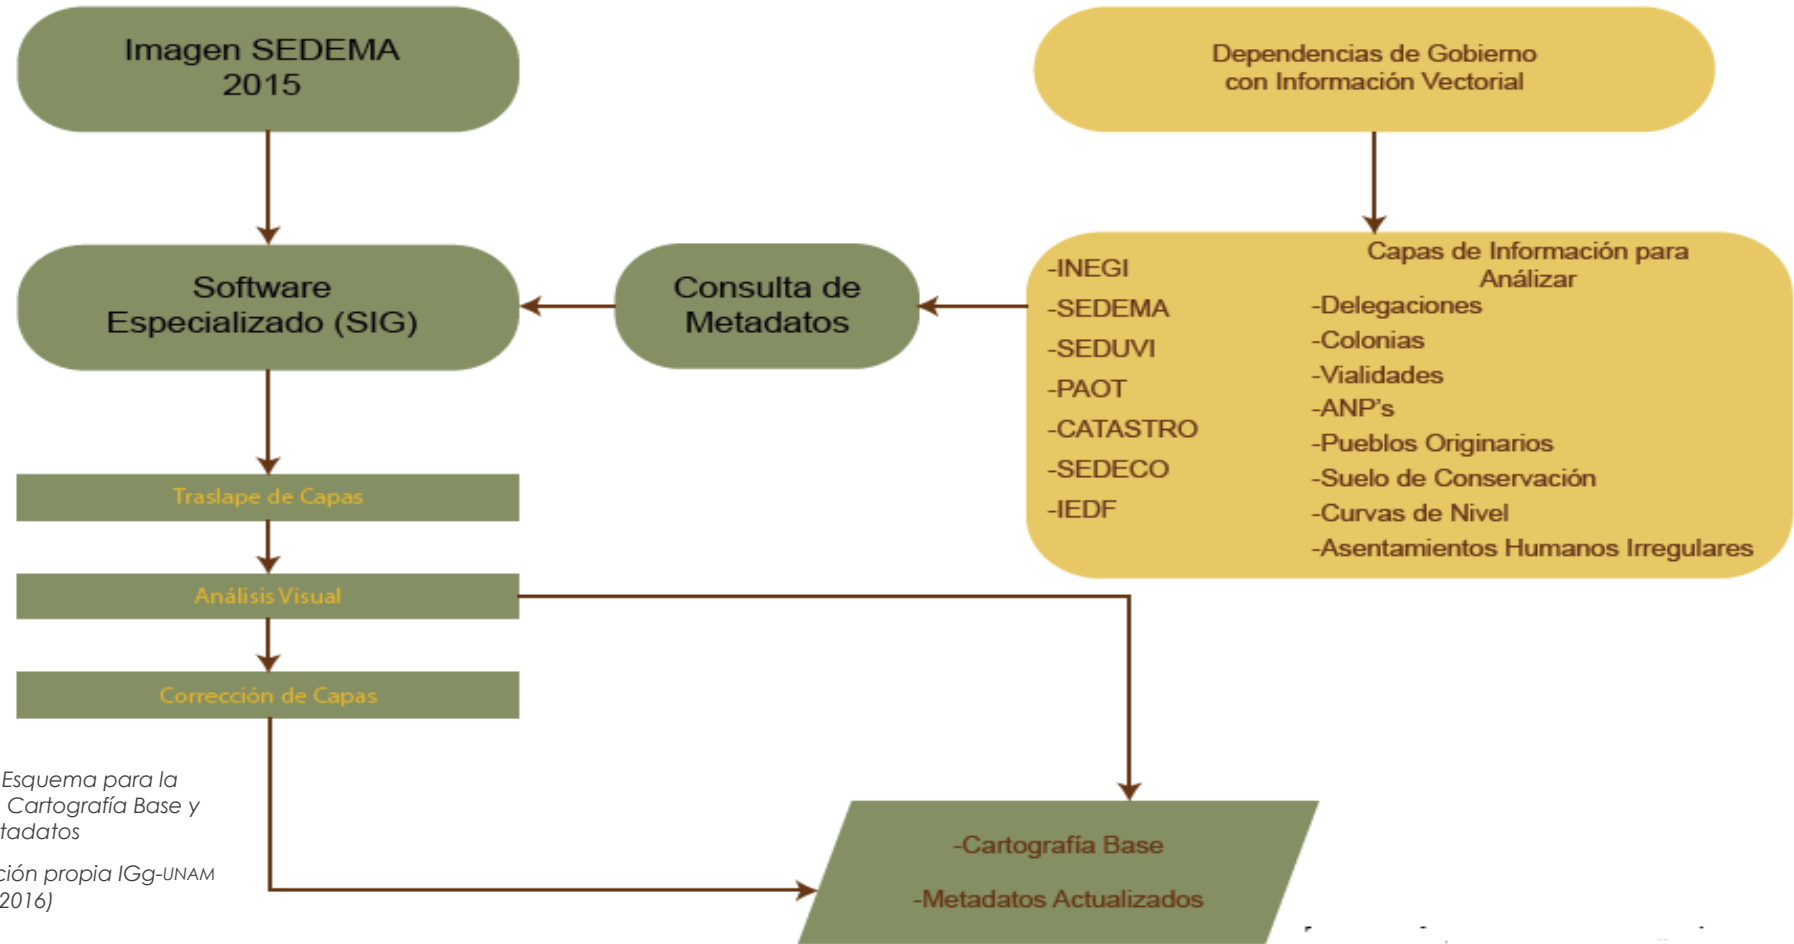 Imagen SEDEMA
2015
Dependencias de Gobierno
con Información Vectorial
Software
Especializado (SIG)
Consulta de
Metadatos
-INEGI
-SEDEMA
-SEDUVI
-PAOT
-CATASTRO
-SEDECO
-IEDF
Capas de Información para
Análizar
-Delegaciones
-Colonias
-Vialidades
-ANP's
-Pueblos Originarios
-Suelo de Conservación
-Curvas de Nivel
-Asentamientos Humanos Irregulares
Traslape de Capas
Análisis Visual
Corrección de Capas
Esquema para la
Cartografía Base y
tadatos
ción propia IGg-UNAM
2016)
-Cartografía Base
-Metadatos Actualizados